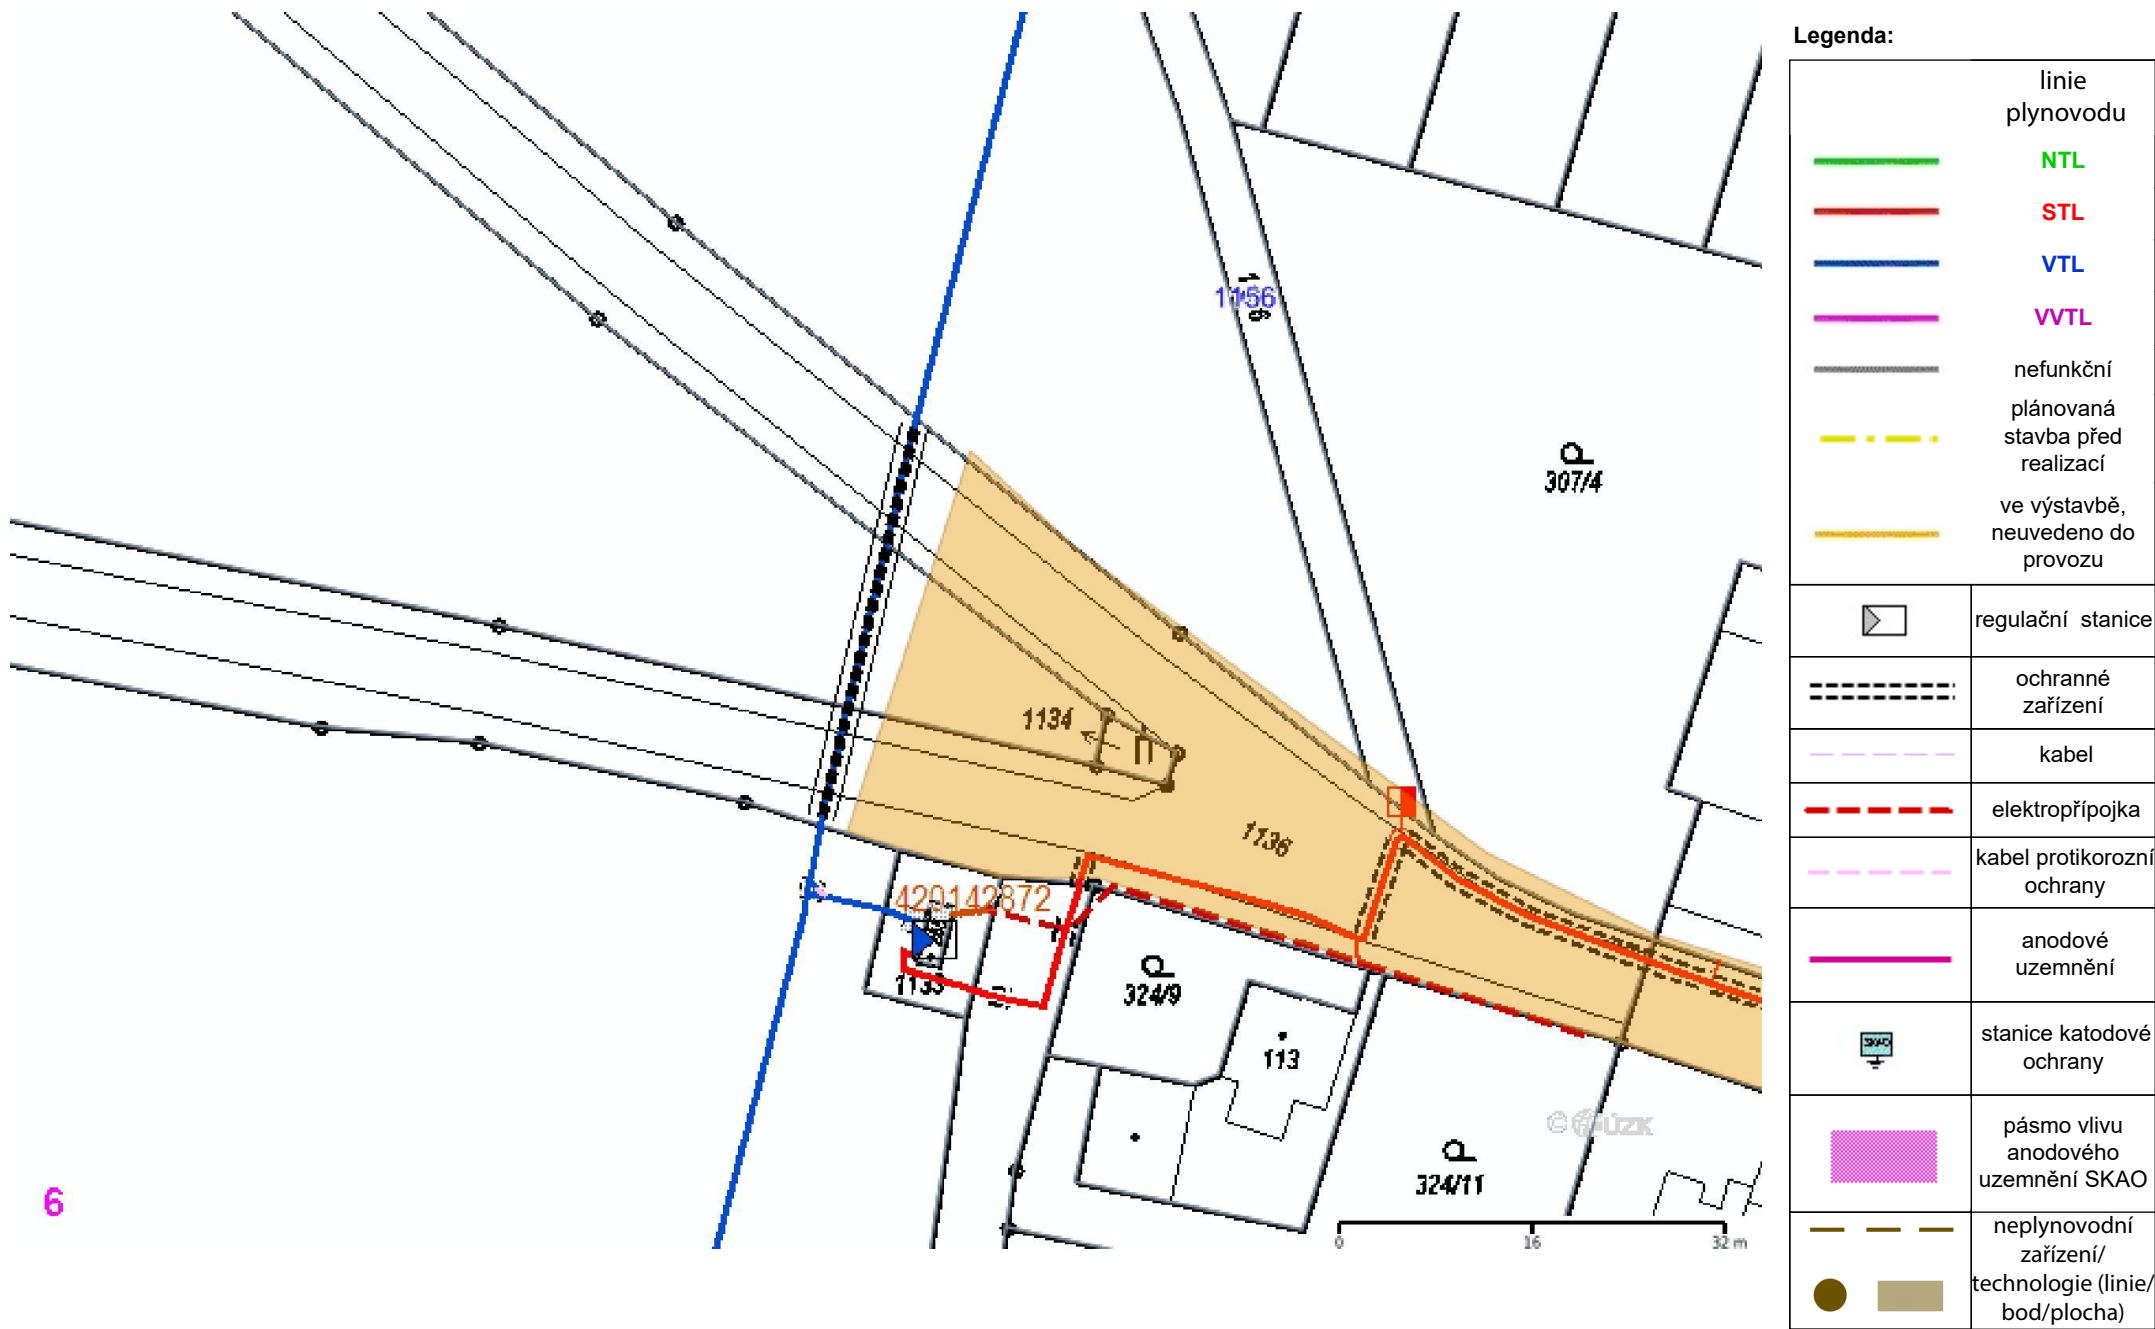 Legenda:
linie
plynovodu
NTL
STL
VTL
VVTL
nefunkční
plánovaná
stavba před
realizací
ve výstavbě,
neuvedeno do
provozu
regulační stanice
ochranné
zařízení
kabel
elektropřípojka
kabel protikorozní
ochrany
anodové
uzemnění
SKAO
stanice katodové
ochrany
pásmo vlivu
anodového
uzemnění SKAO
neplynovodní
zařízení/
technologie (linie/
bod/plocha)
1156
307/4
1134
1136
420142872
1133
324/9
113
324/11
© ČÚZK
6
0 16 32 m